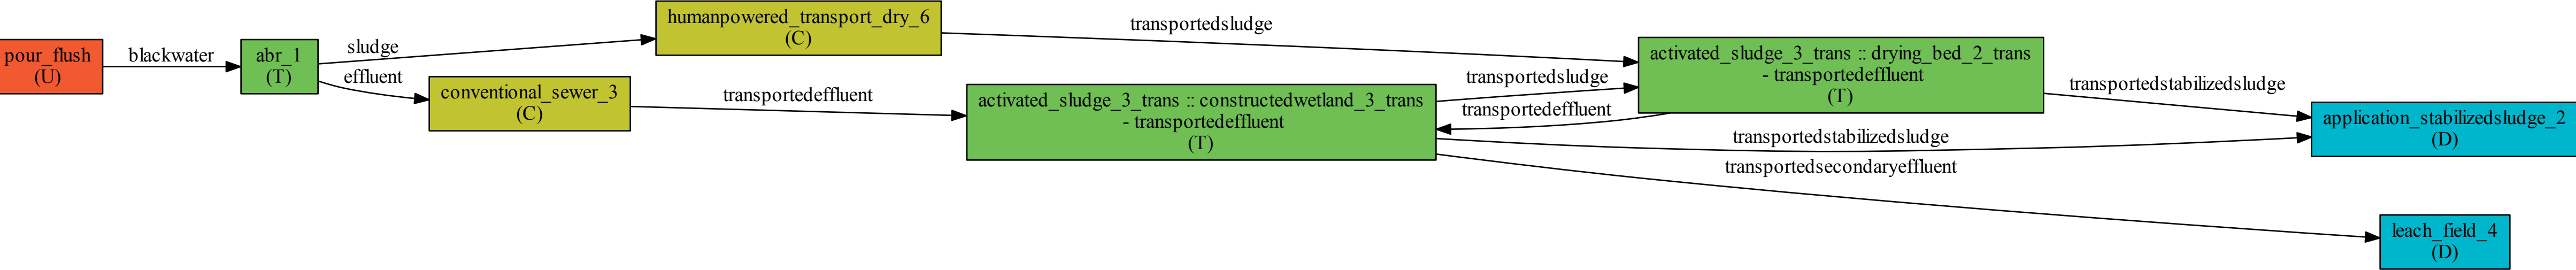 pour_flush
(U)
blackwater
abr_1
(T)
sludge
effluent
humanpowered_transport_dry_6
(C)
conventional_sewer_3
(C)
transportedsludge
transportedeffluent
activated_sludge_3_trans :: constructedwetland_3_trans
- transportedeffluent
(T)
transportedsludge
transportedeffluent
activated_sludge_3_trans :: drying_bed_2_trans
- transportedeffluent
(T)
transportedstabilizedsludge
transportedstabilizedsludge
transportedsecondaryeffluent
application_stabilizedsludge_2
(D)
leach_field_4
(D)